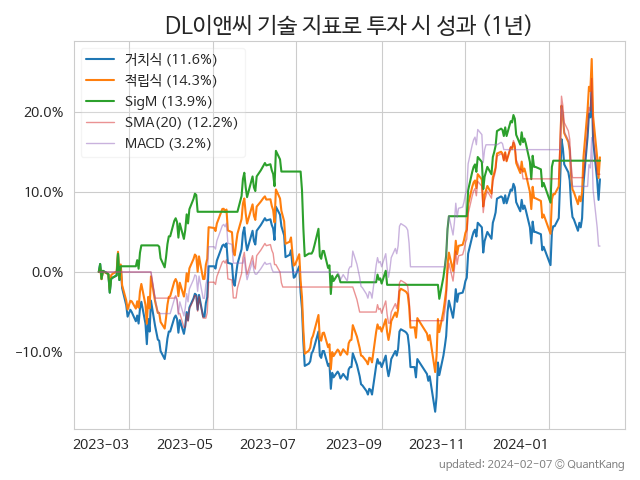 DL이앤씨 기술 지표로 투자 시 성과 (1년)
거치식 (11.6%)
적립식 (14.3%)
SigM (13.9%)
SMA(20) (12.2%)
MACD (3.2%)
20.0%
10.0%
0.0%
−10.0%
2023-03 2023-05 2023-07 2023-09 2023-11 2024-01
updated: 2024-02-07 © QuantKang